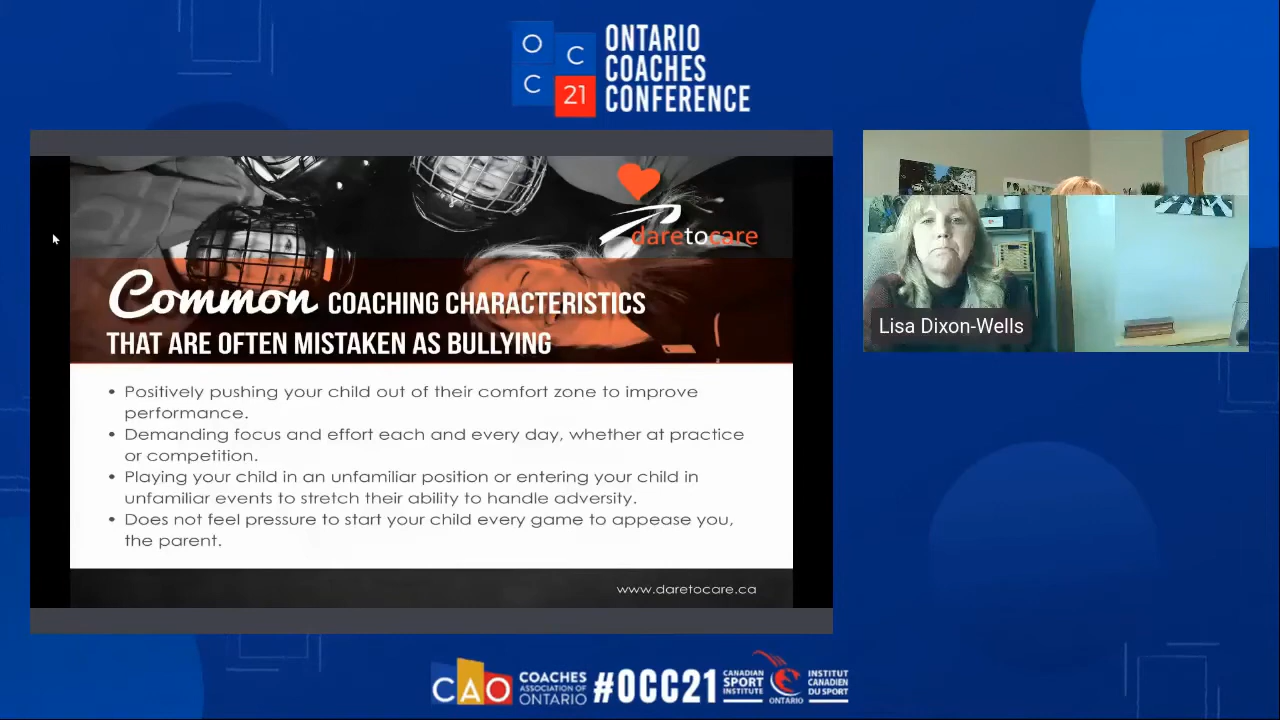 O
C
C
21
ONTARIO
COACHES
CONFERENCE
daretocare
Common COACHING CHARACTERISTICS
THAT ARE OFTEN MISTAKEN AS BULLYING
• Positively pushing your child out of their comfort zone to improve
performance.
• Demanding focus and effort each and every day, whether at practice
or competition.
• Playing your child in an unfamiliar position or entering your child in
unfamiliar events to stretch their ability to handle adversity.
• Does not feel pressure to start your child every game to appease you,
the parent.
www.daretocare.ca
Lisa Dixon-Wells
CAO
COACHES
ASSOCIATION OF
ONTARIO
#OCC21
CANADIAN
SPORT
INSTITUTE
ONTARIO
INSTITUT
CANADIEN
DU SPORT